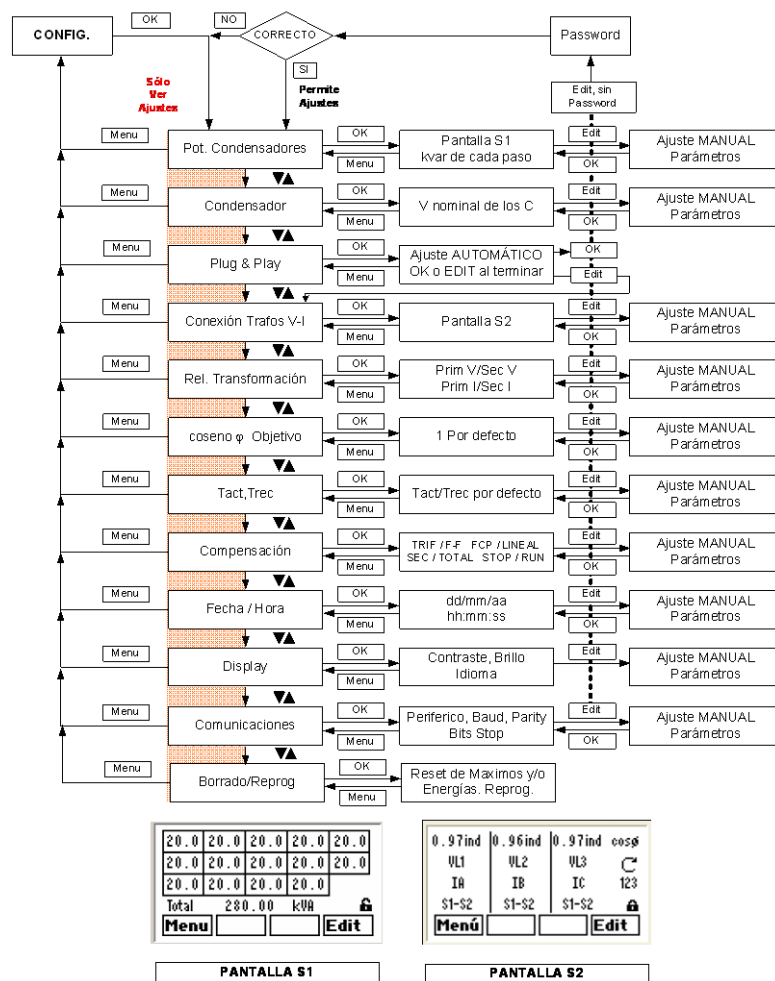 CONFIG.
OK
NO
CORRECTO
Password
SI
Sólo
Ver
Ajustes
Permite
Ajustes
Edit, sin
Password
Menu
Pot. Condensadores
OK
Menu
Pantalla S1
kvar de cada paso
Edit
OK
Ajuste MANUAL
Parámetros
Menu
Condensador
OK
Menu
V nominal de los C
Edit
OK
Ajuste MANUAL
Parámetros
Menu
Plug & Play
OK
Menu
Ajuste AUTOMÁTICO
OK o EDIT al terminar
OK
Edit
Menu
Conexión Trafos V-I
OK
Menu
Pantalla S2
Edit
OK
Ajuste MANUAL
Parámetros
Menu
Rel. Transformación
OK
Menu
Prim V/Sec V
Prim I/Sec I
Edit
OK
Ajuste MANUAL
Parámetros
Menu
coseno φ Objetivo
OK
Menu
1 Por defecto
Edit
OK
Ajuste MANUAL
Parámetros
Menu
Tact,Trec
OK
Menu
Tact/Trec por defecto
Edit
OK
Ajuste MANUAL
Parámetros
Menu
Compensación
OK
Menu
TRIF / F-F FCP / LINEAL
SEC / TOTAL STOP / RUN
Edit
OK
Ajuste MANUAL
Parámetros
Menu
Fecha / Hora
OK
Menu
dd/mm/aa
hh:mm:ss
Edit
OK
Ajuste MANUAL
Parámetros
Menu
Display
OK
Menu
Contraste, Brillo
Idioma
Edit
Ajuste MANUAL
Parámetros
Menu
Comunicaciones
OK
Menu
Periferico, Baud, Parity
Bits Stop
Edit
OK
Ajuste MANUAL
Parámetros
Menu
Borrado/Reprog
OK
Menu
Reset de Maximos y/o
Energías. Reprog.
20.0 20.0 20.0 20.0 20.0
20.0 20.0 20.0 20.0 20.0
20.0 20.0 20.0 20.0
Total 280.00 kVA
Menu Edit
PANTALLA S1
0.97ind 0.96ind 0.97ind cosø
VL1 VL2 VL3
IA IB IC 123
S1-S2 S1-S2 S1-S2
Menú Edit
PANTALLA S2